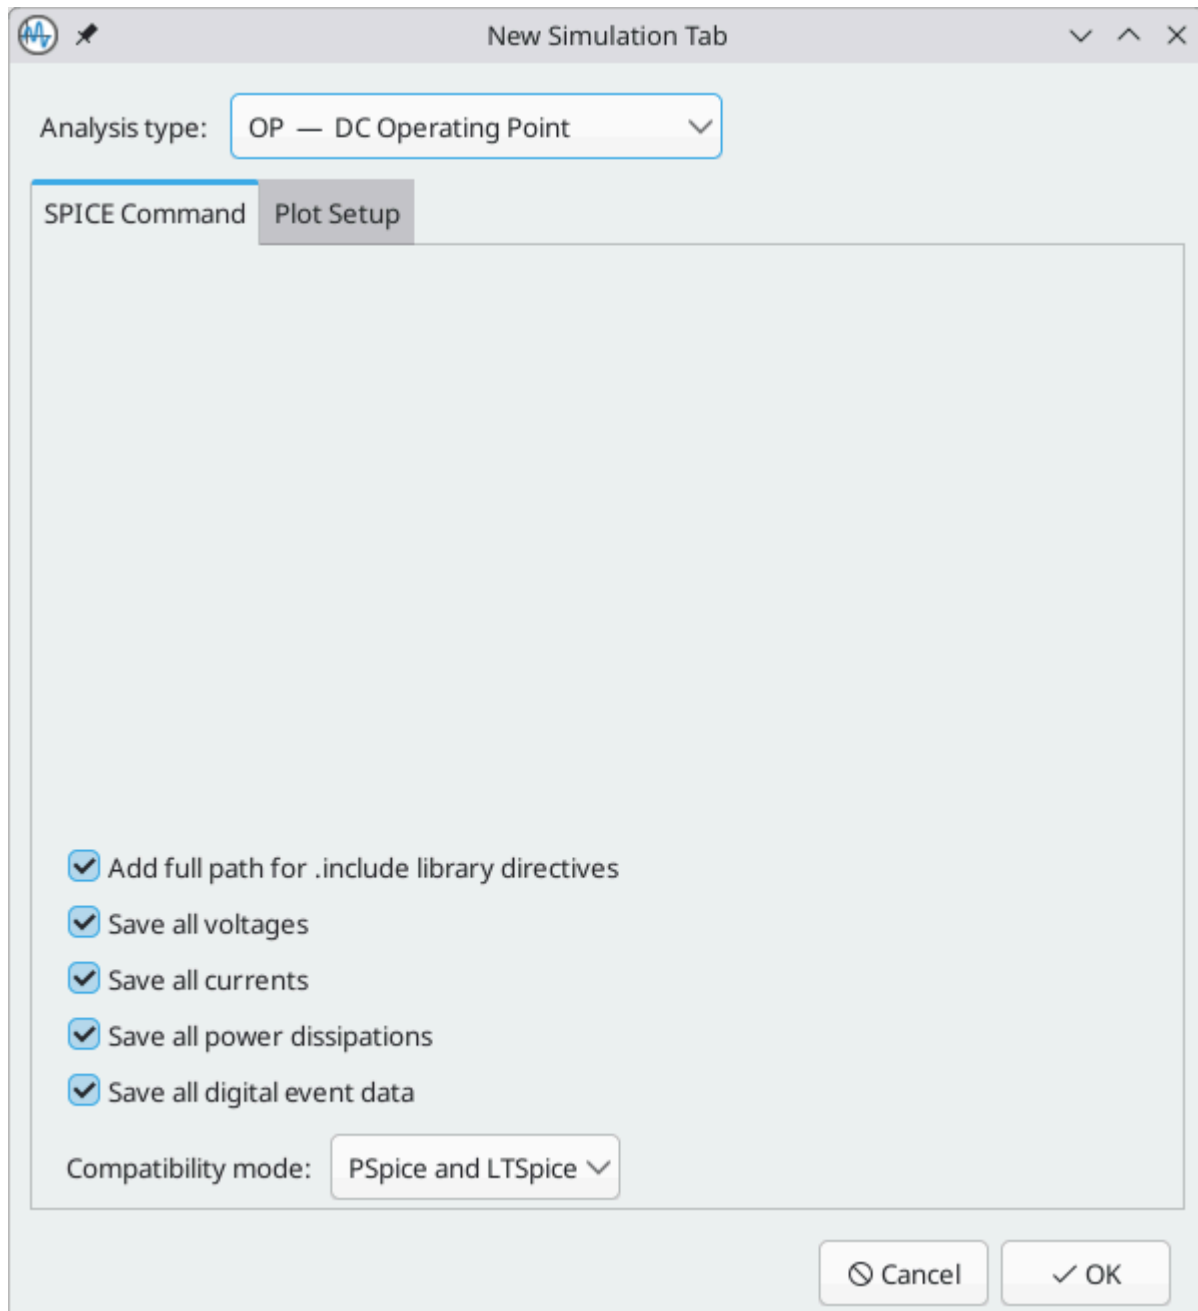 New Simulation Tab
Analysis type: OP — DC Operating Point
SPICE Command Plot Setup
Add full path for .include library directives
Save all voltages
Save all currents
Save all power dissipations
Save all digital event data
Compatibility mode: PSpice and LTSpice
Cancel OK